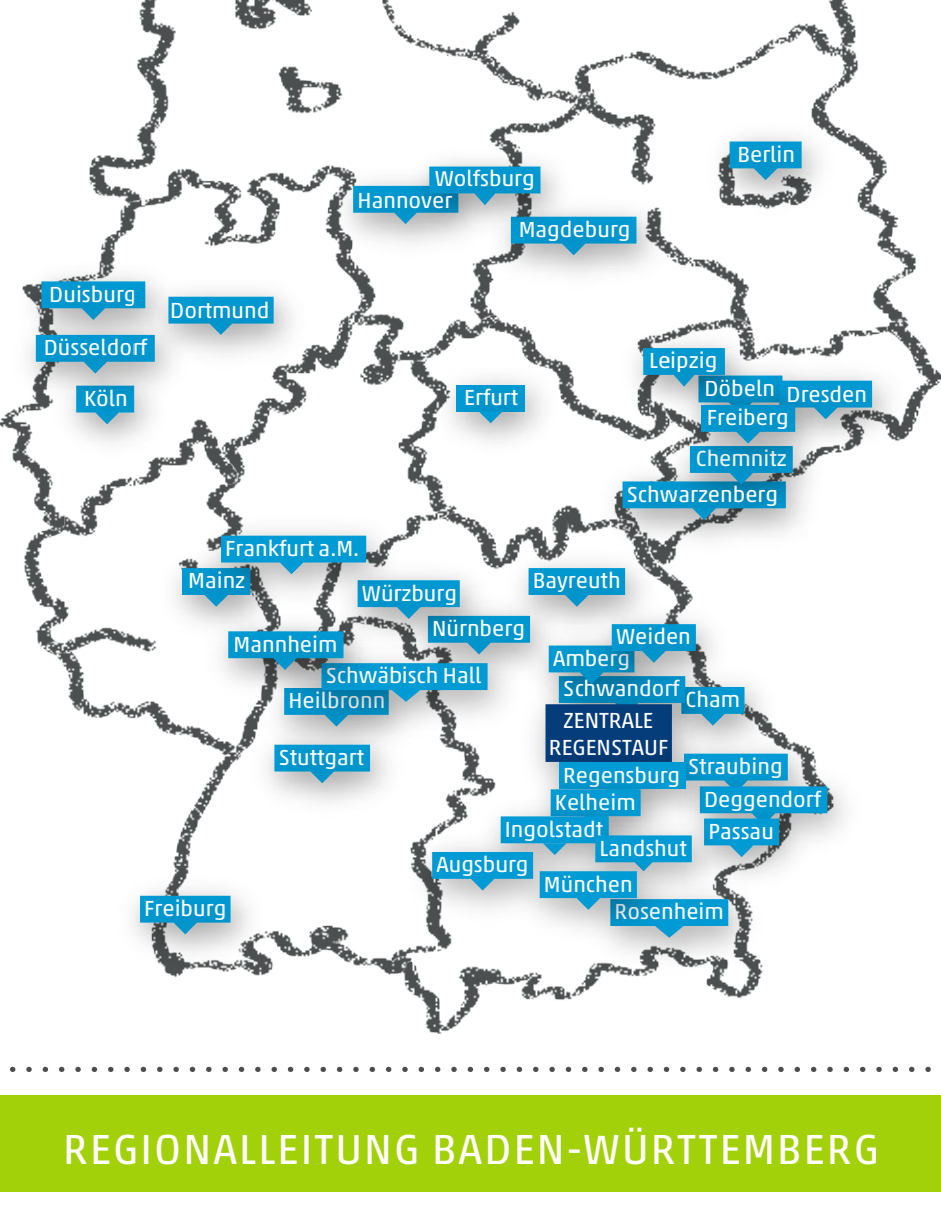 Berlin
Wolfsburg
Hannover
Magdeburg
Duisburg
Dortmund
Düsseldorf
Leipzig
Köln
Erfurt
Döbeln
Dresden
Freiberg
Chemnitz
Schwarzenberg
Frankfurt a.M.
Mainz
Würzburg
Bayreuth
Nürnberg
Mannheim
Weiden
Amberg
Schwäbisch Hall
Heilbronn
Schwandorf
Cham
ZENTRALE
REGENSTAUF
Stuttgart
Regensburg
Straubing
Kelheim
Deggendorf
Ingolstadt
Passau
Landshut
Augsburg
München
Freiburg
Rosenheim
REGIONALLEITUNG BADEN-WÜRTTEMBERG